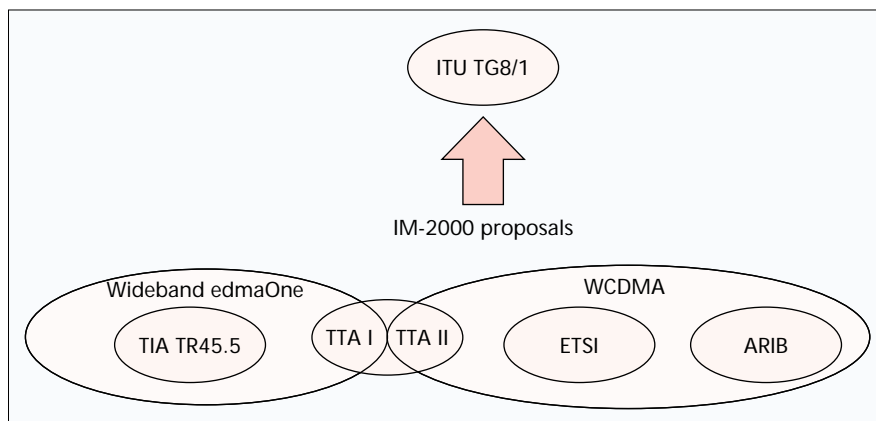 ITU TG8/1
IM-2000 proposals
Wideband edmaOne
WCDMA
TIA TR45.5
TTA I
TTA II
ETSI
ARIB